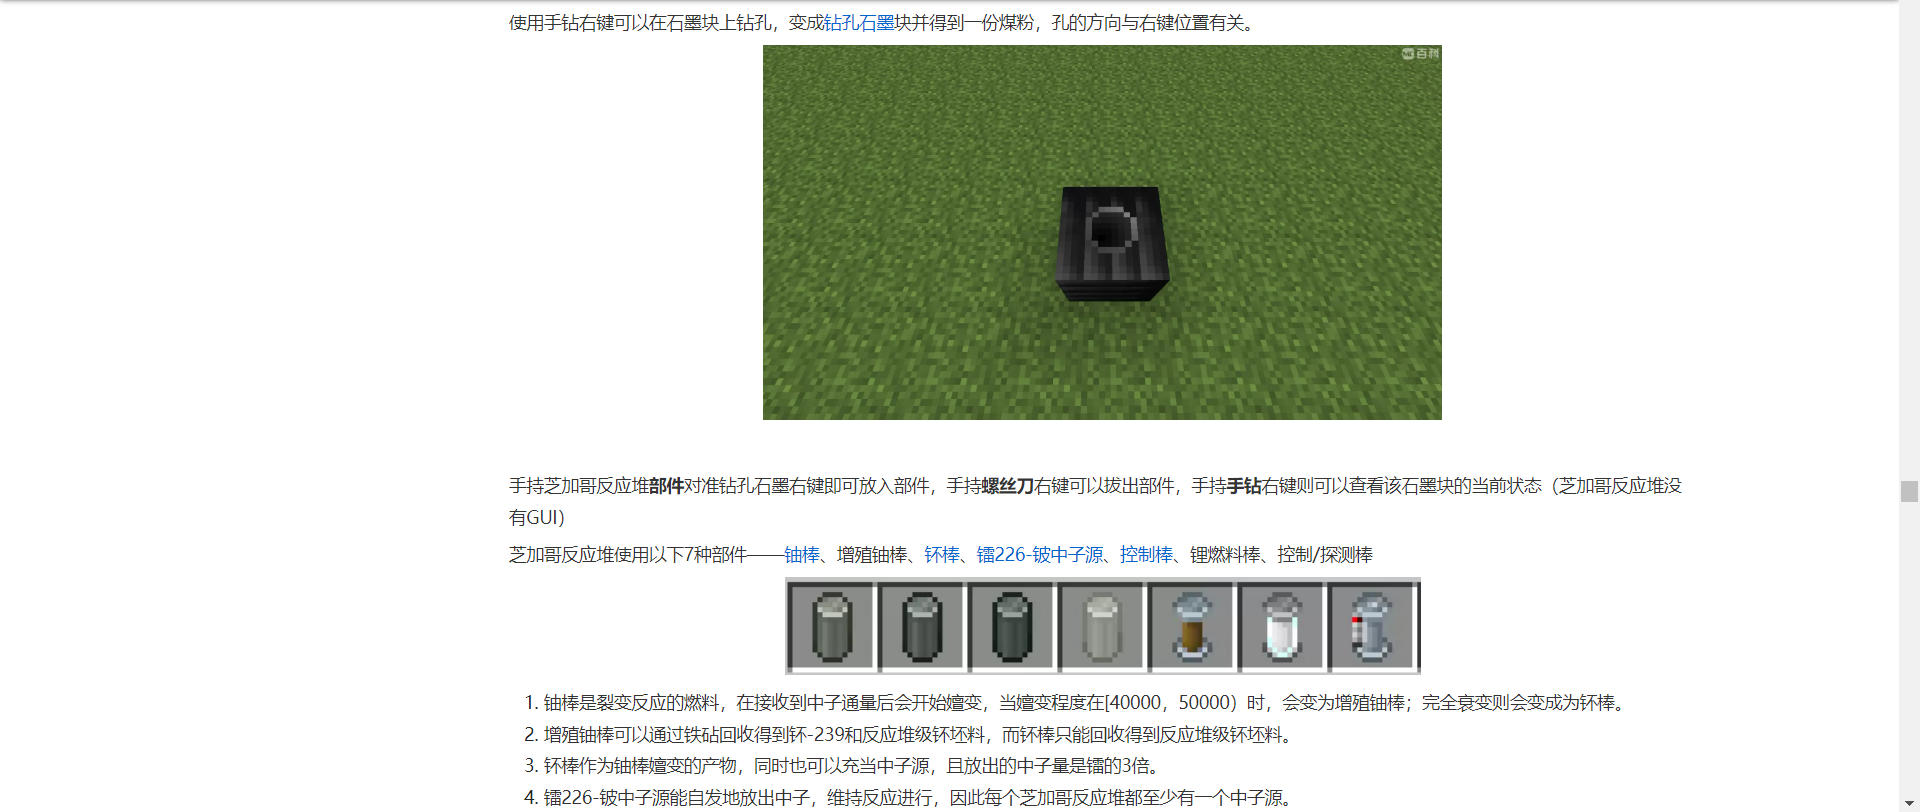 使用手钻右键可以在石墨块上钻孔，变成钻孔石墨块并得到一份煤粉，孔的方向与右键位置有关。
MC百科
手持芝加哥反应堆部件对准钻孔石墨右键即可放入部件，手持螺丝刀右键可以拔出部件，手持手钻右键则可以查看该石墨块的当前状态（芝加哥反应堆没
有GUI）
芝加哥反应堆使用以下7种部件——铀棒、增殖铀棒、钚棒、镭226-铍中子源、控制棒、锂燃料棒、控制/探测棒
1. 铀棒是裂变反应的燃料，在接收到中子通量后会开始嬗变，当嬗变程度在[40000，50000）时，会变为增殖铀棒；完全衰变则会变成为钚棒。
2. 增殖铀棒可以通过铁砧回收得到钚-239和反应堆级钚坯料，而钚棒只能回收得到反应堆级钚坯料。
3. 钚棒作为铀棒嬗变的产物，同时也可以充当中子源，且放出的中子量是镭的3倍。
4. 镭226-铍中子源能自发地放出中子，维持反应进行，因此每个芝加哥反应堆都至少有一个中子源。